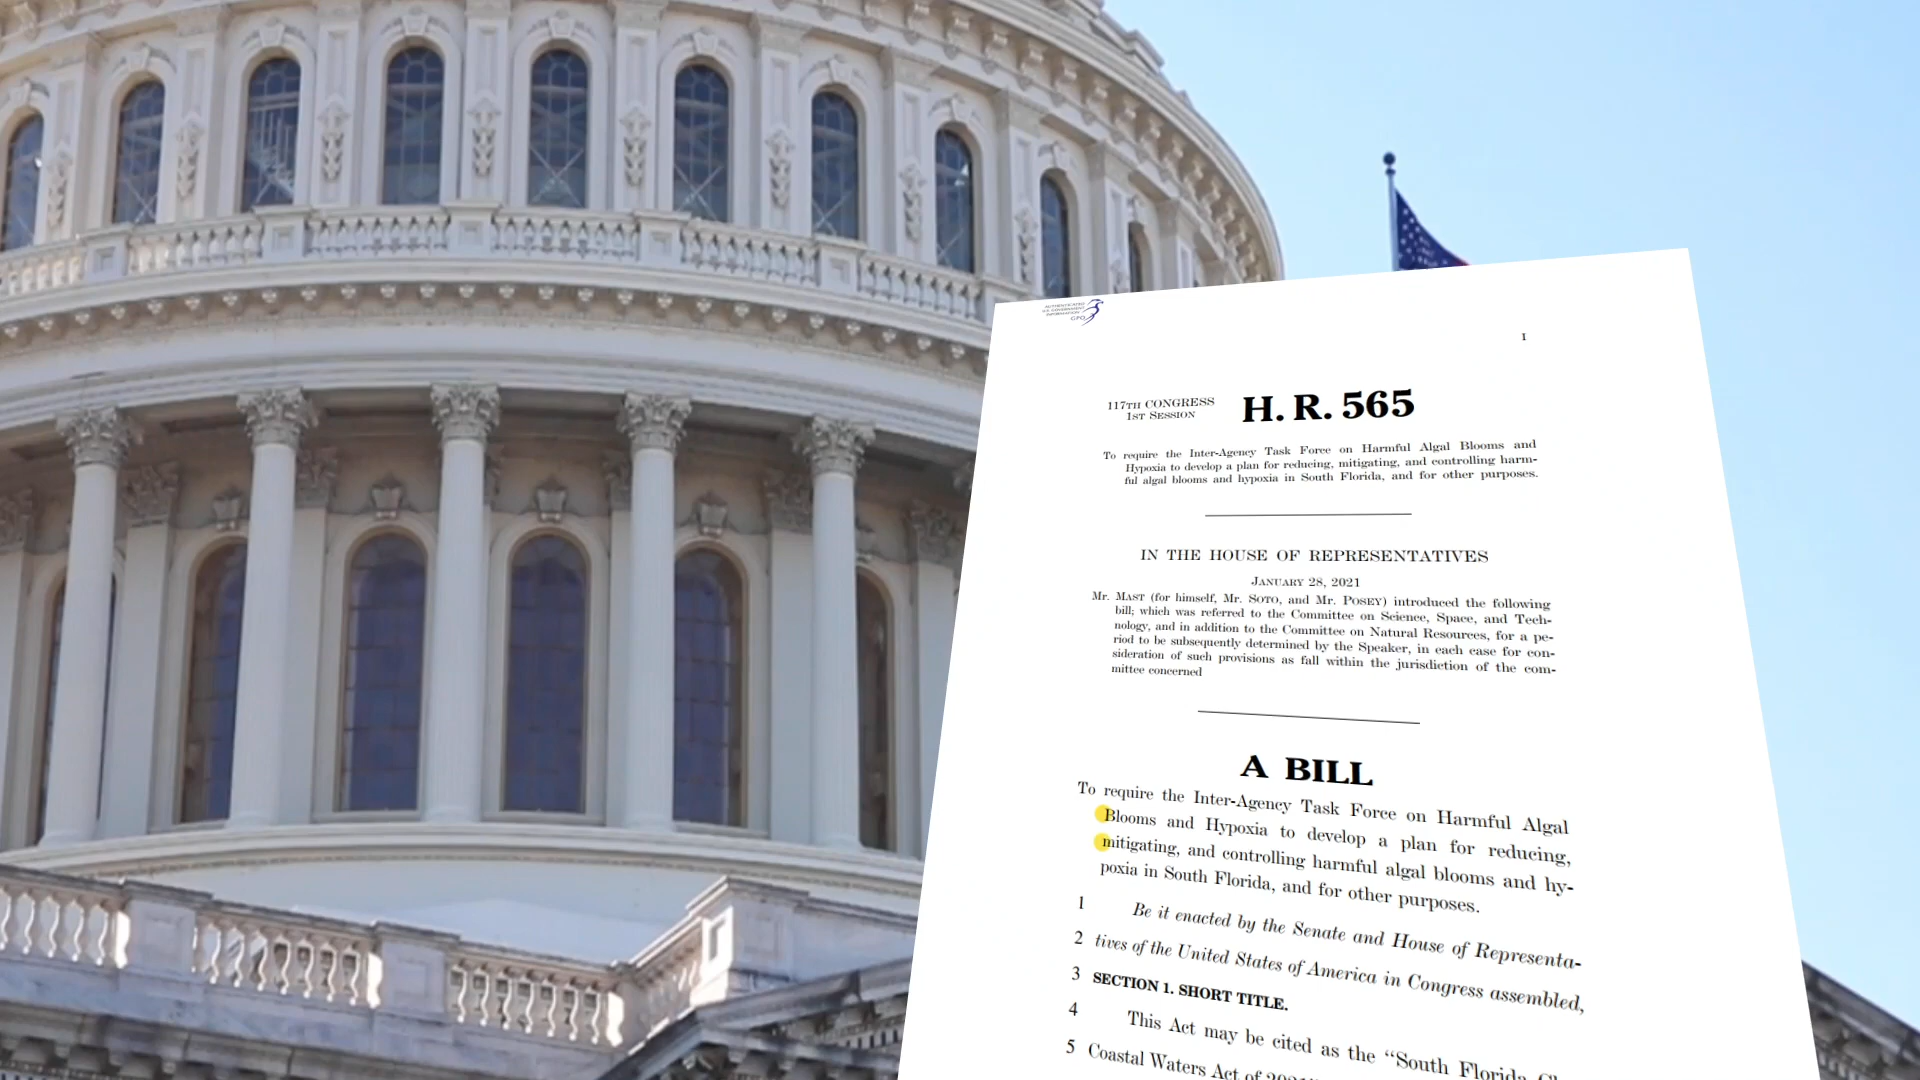 AUTHENTICATED
U.S. GOVERNMENT
INFORMATION
GPO
I
117TH CONGRESS
1ST SESSION
H. R. 565
To require the Inter-Agency Task Force on Harmful Algal Blooms and
Hypoxia to develop a plan for reducing, mitigating, and controlling harm-
ful algal blooms and hypoxia in South Florida, and for other purposes.
IN THE HOUSE OF REPRESENTATIVES
JANUARY 28, 2021
Mr. MAST (for himself, Mr. SOTO, and Mr. POSEY) introduced the following
bill; which was referred to the Committee on Science, Space, and Tech-
nology, and in addition to the Committee on Natural Resources, for a pe-
riod to be subsequently determined by the Speaker, in each case for con-
sideration of such provisions as fall within the jurisdiction of the com-
mittee concerned
A BILL
To require the Inter-Agency Task Force on Harmful Algal
Blooms and Hypoxia to develop a plan for reducing,
mitigating, and controlling harmful algal blooms and hy-
poxia in South Florida, and for other purposes.
1 Be it enacted by the Senate and House of Representa-
2 tives of the United States of America in Congress assembled,
3 SECTION 1. SHORT TITLE.
4 This Act may be cited as the “South Florida
5 Coastal Waters Act of